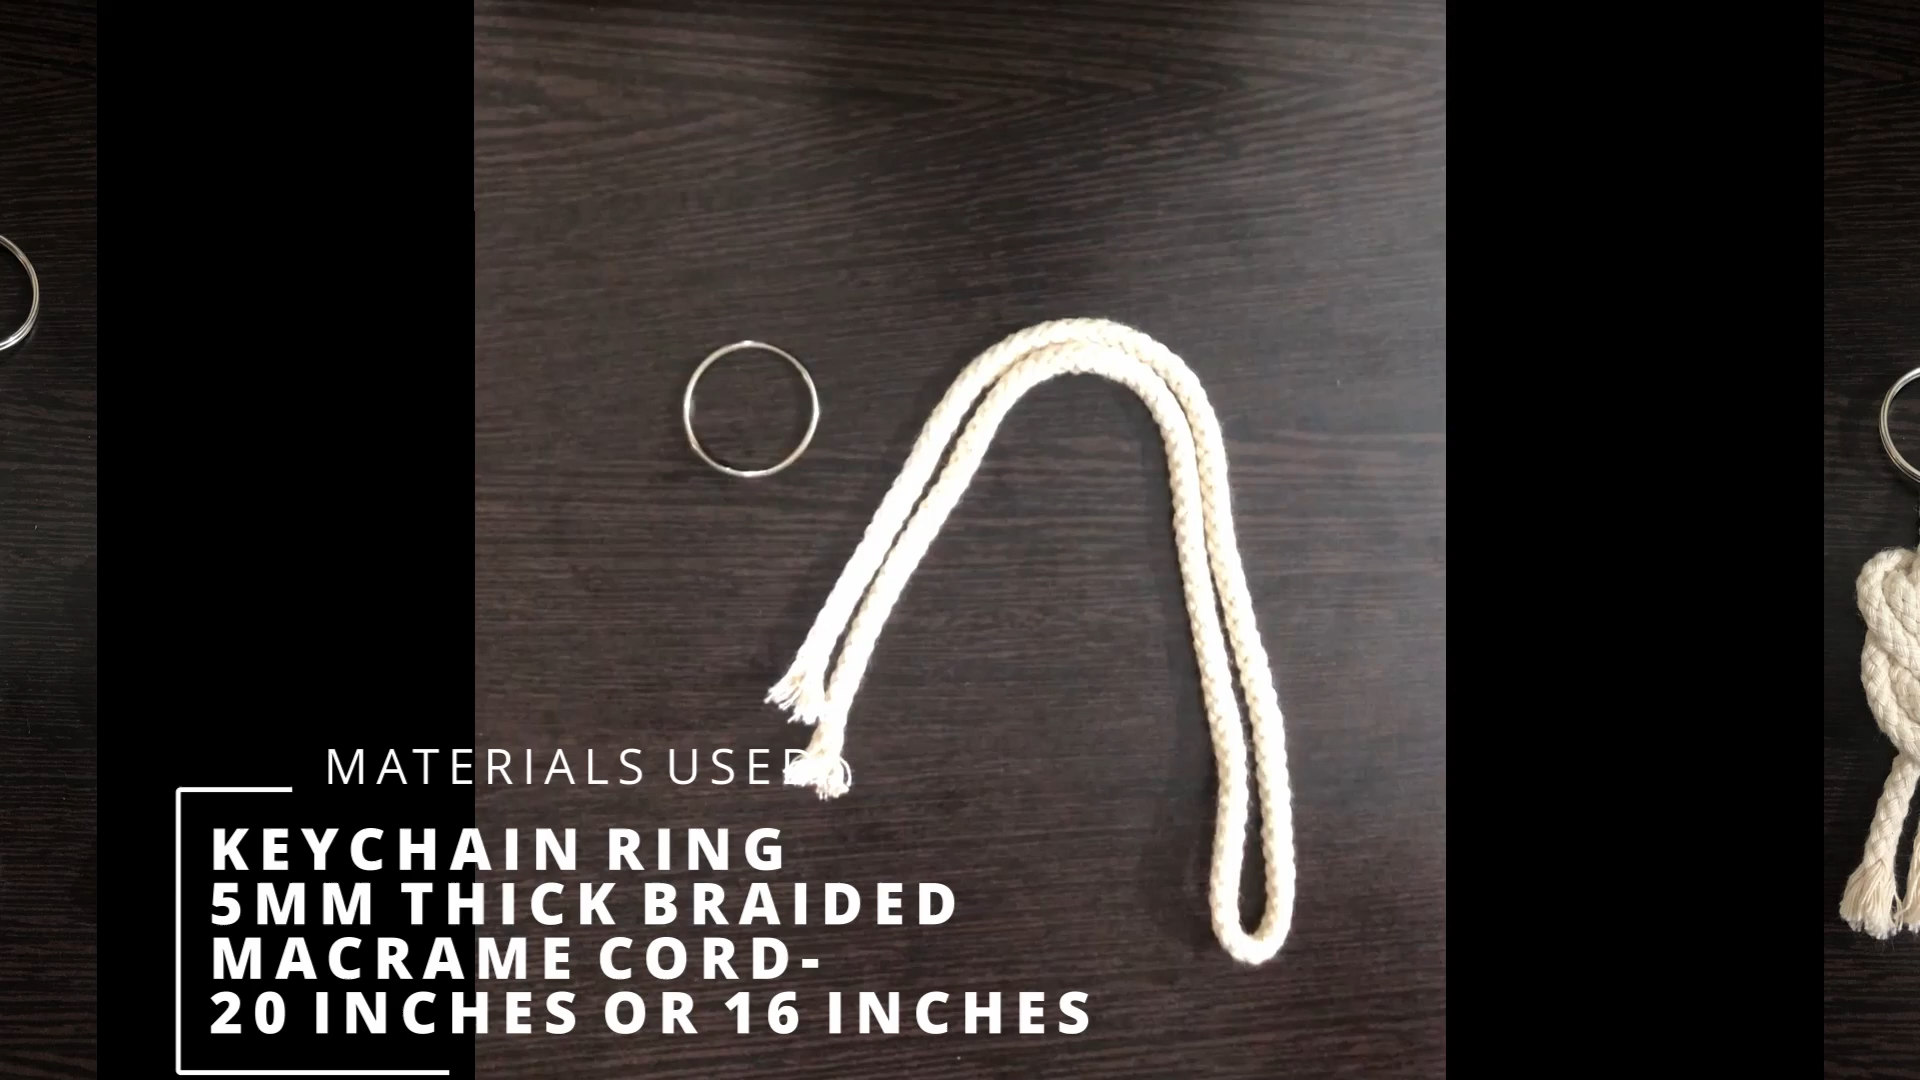 MATERIALS USED
KEYCHAIN RING
5MM THICK BRAIDED
MACRAME CORD-
20 INCHES OR 16 INCHES